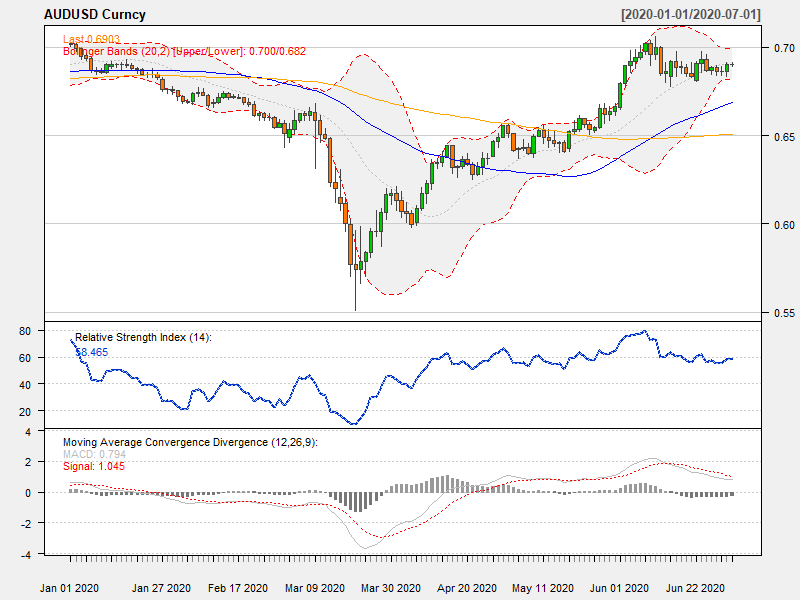 AUDUSD Curncy [2020-01-01/2020-07-01]
Last 0.6903
Bollinger Bands (20,2) [Upper/Lower]: 0.700/0.682
0.70
0.65
0.60
0.55
Relative Strength Index (14):
58.465
80
60
40
20
Moving Average Convergence Divergence (12,26,9):
MACD: 0.794
Signal: 1.045
4
2
0
-2
-4
Jan 01 2020 Jan 27 2020 Feb 17 2020 Mar 09 2020 Mar 30 2020 Apr 20 2020 May 11 2020 Jun 01 2020 Jun 22 2020